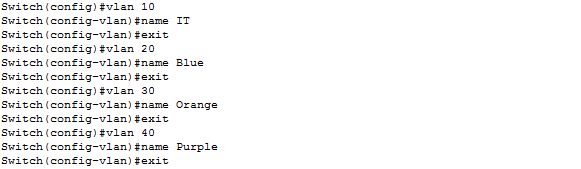 Switch(config)#vlan 10
Switch(config-vlan)#name IT
Switch(config-vlan)#exit
Switch(config)#vlan 20
Switch(config-vlan)#name Blue
Switch(config-vlan)#exit
Switch(config)#vlan 30
Switch(config-vlan)#name Orange
Switch(config-vlan)#exit
Switch(config)#vlan 40
Switch(config-vlan)#name Purple
Switch(config-vlan)#exit